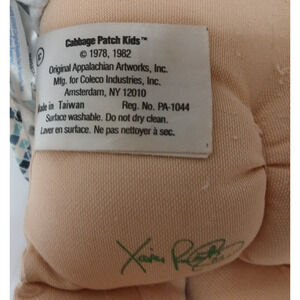 Cabbage Patch Kids™
© 1978, 1982
Original Appalachian Artworks, Inc.
Mfg. for Coleco Industries, Inc.
Amsterdam, NY 12010
Made in Taiwan Reg. No. PA-1044
Surface washable. Do not dry clean.
Laver en surface. Ne pas nettoyer à sec.
Xavier